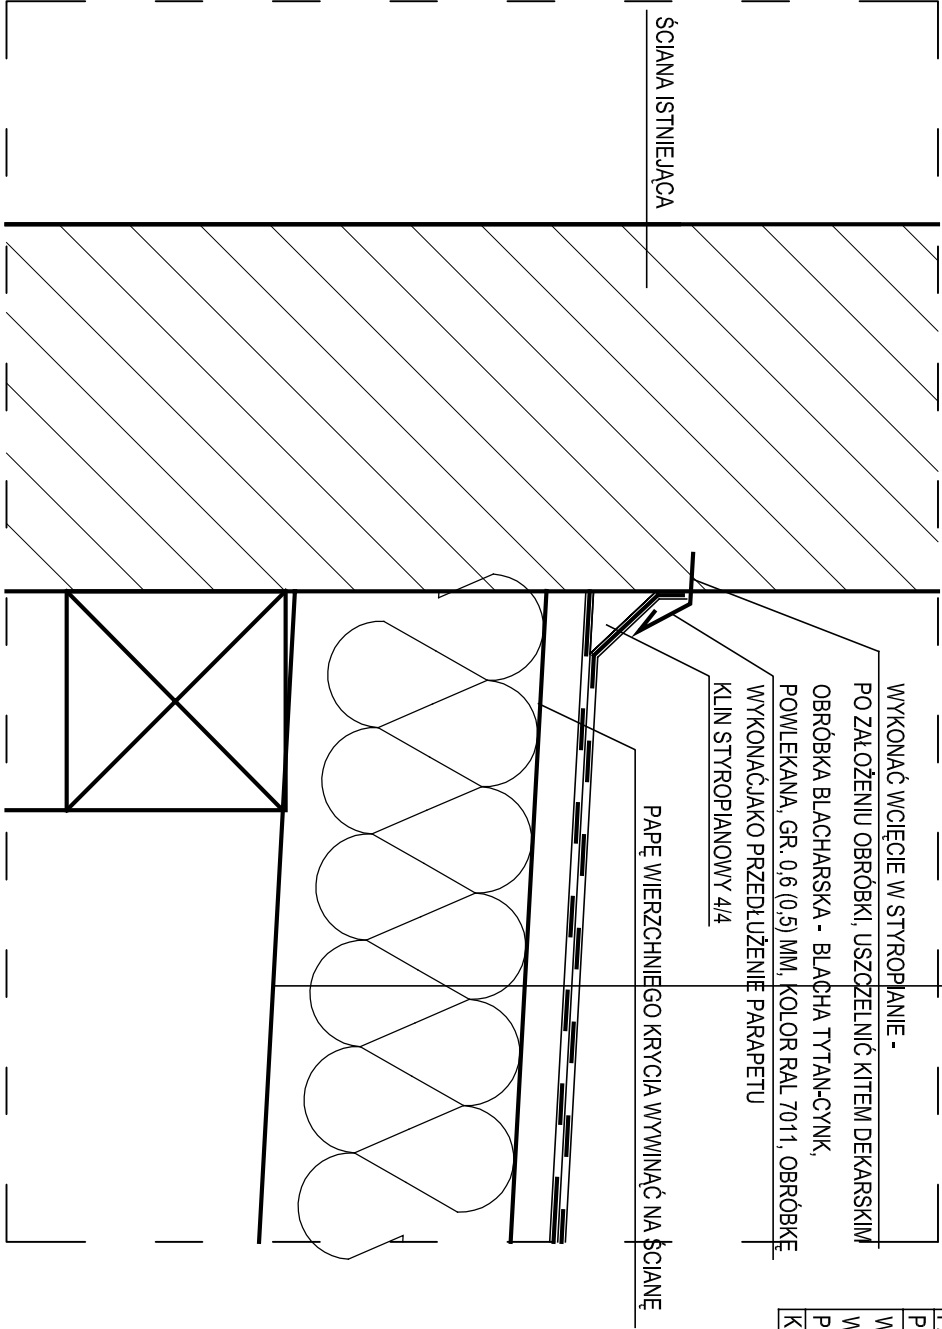 WYKONAĆ WCIĘCIE W STYROPIANIE -
PO ZAŁOŻENIU OBRÓBKI, USZCZELNIĆ KITEM DEKARSKIM
OBRÓBKA BLACHARSKA - BLACHA TYTAN-CYNK,
POWLEKANA, GR. 0,6 (0,5) MM, KOLOR RAL 7011, OBRÓBKĘ
WYKONAĆJAKO PRZEDŁUŻENIE PARAPETU
KLIN STYROPIANOWY 4/4
ŚCIANA ISTNIEJĄCA
PAPĘ WIERZCHNIEGO KRYCIA WYWINĄĆ NA ŚCIANĘ
P
W
W
P
K